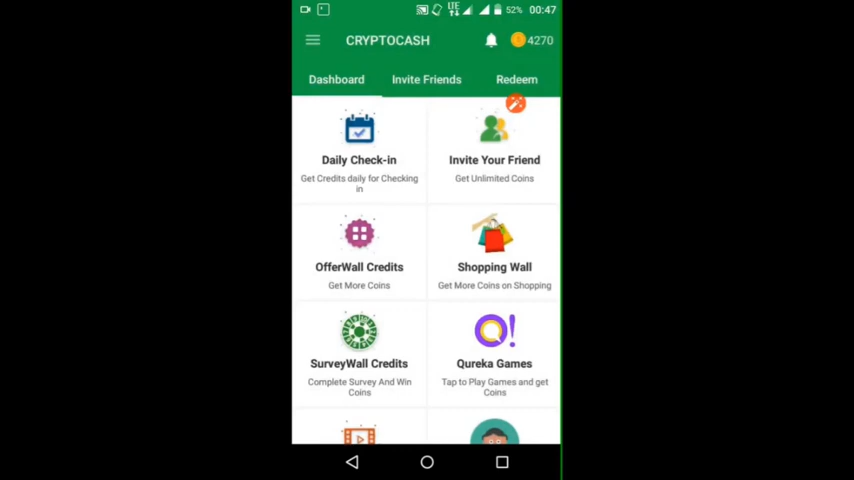 LTE 52% 00:47
CRYPTOCASH 4270
Dashboard Invite Friends Redeem
Daily Check-in
Get Credits daily for Checking
in
Invite Your Friend
Get Unlimited Coins
OfferWall Credits
Get More Coins
Shopping Wall
Get More Coins on Shopping
SurveyWall Credits
Complete Survey And Win
Coins
Qureka Games
Tap to Play Games and get
Coins